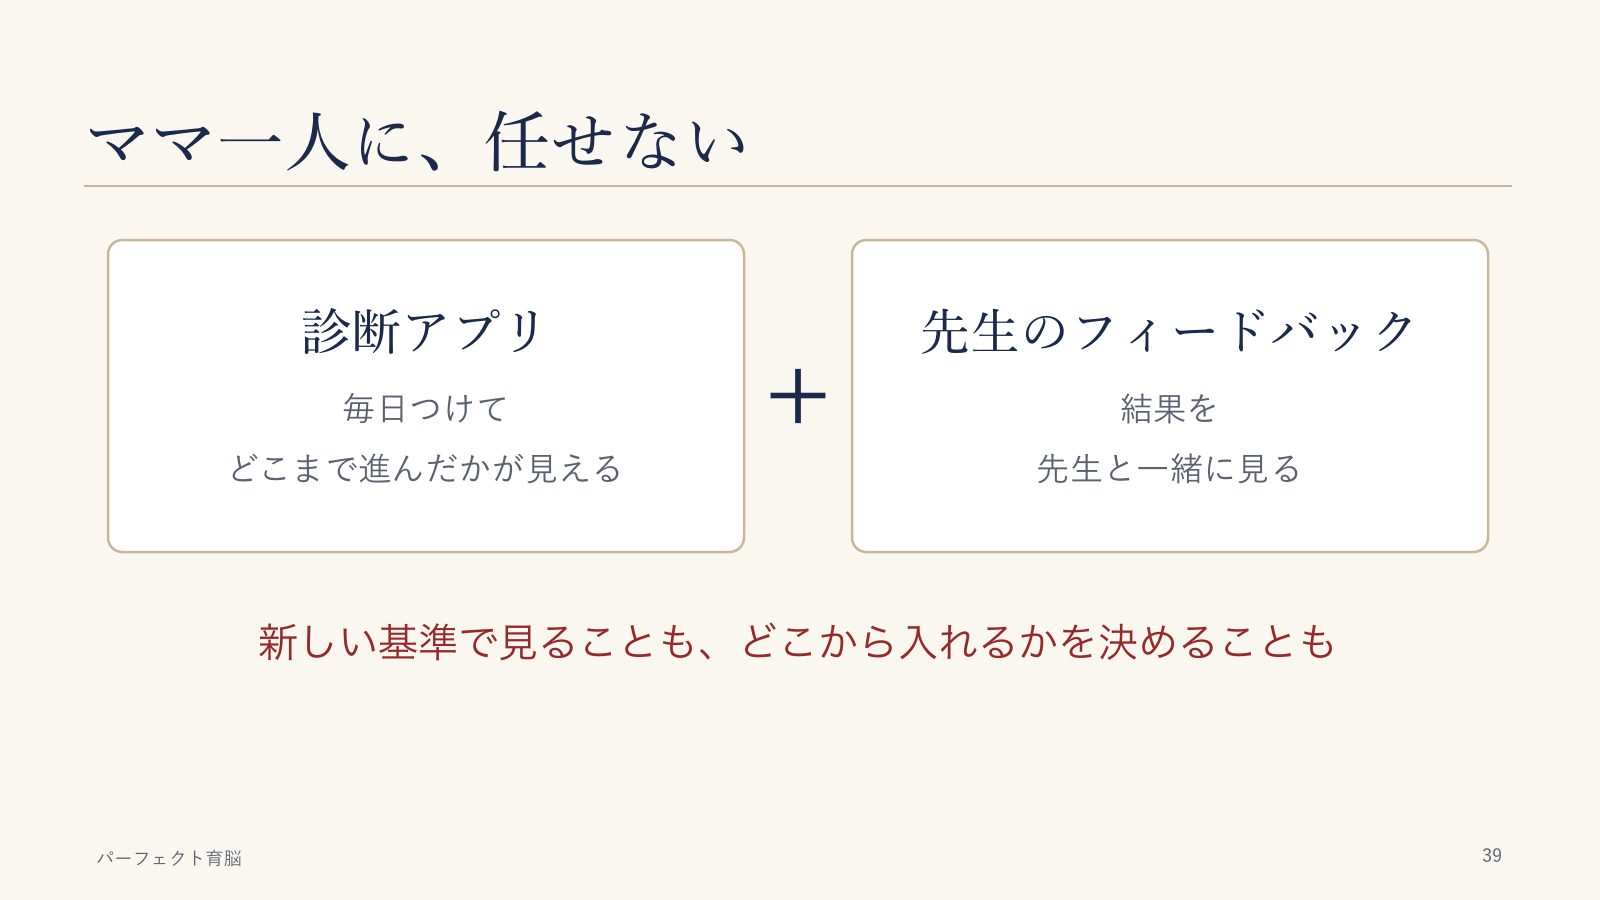 ママ一人に、任せない
診断アプリ
毎日つけて
どこまで進んだかが見える
+
先生のフィードバック
結果を
先生と一緒に見る
新しい基準で見ることも、どこから入れるかを決めることも
パーフェクト育脳
39